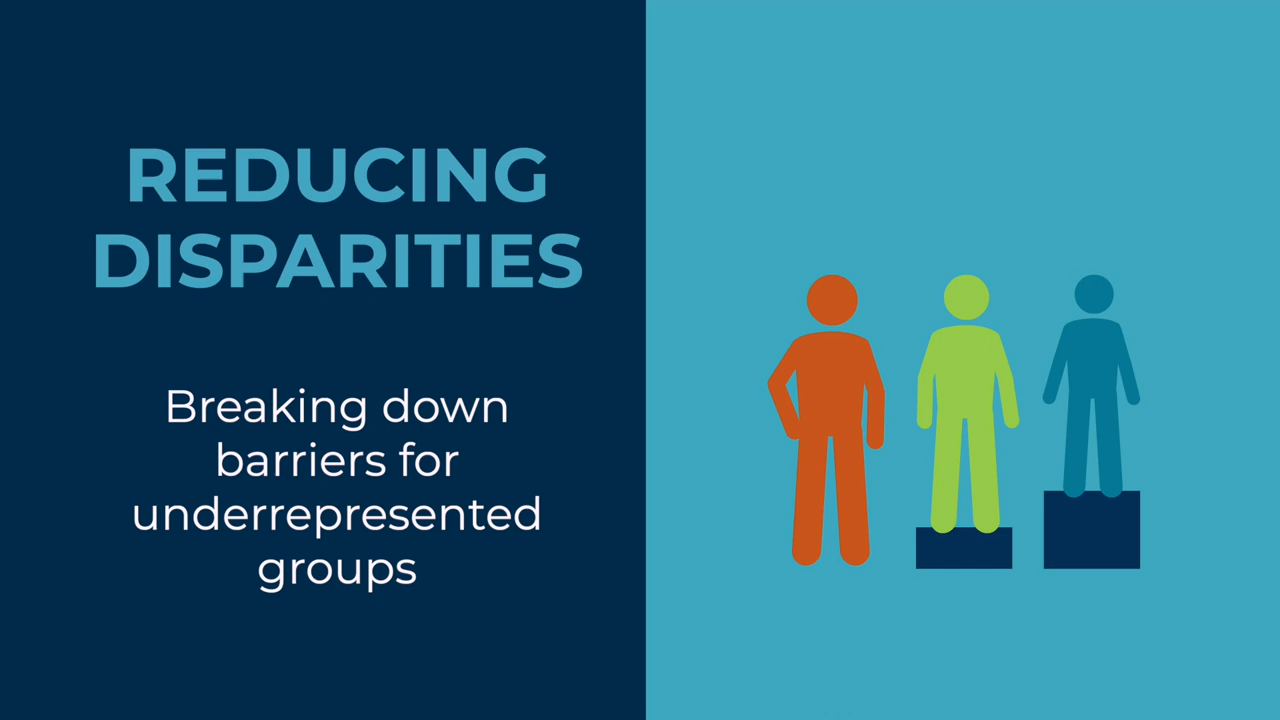 REDUCING
DISPARITIES
Breaking down
barriers for
underrepresented
groups